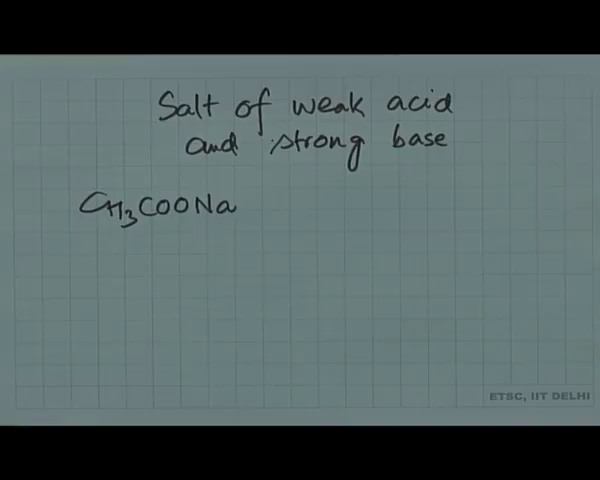 Salt of weak acid
and strong base
CH₃COONa
ETSC, IIT DELHI